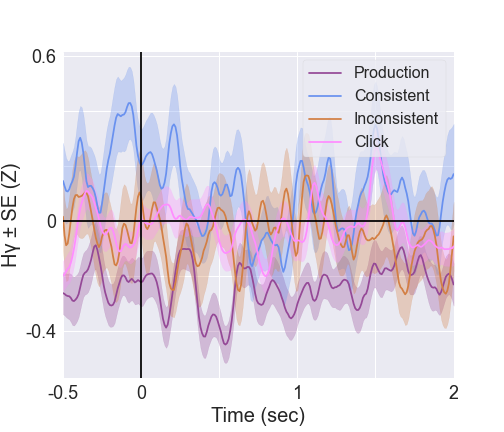 0.6
0
-0.4
Hγ ± SE (Z)
Production
Consistent
Inconsistent
Click
-0.5
0
1
2
Time (sec)